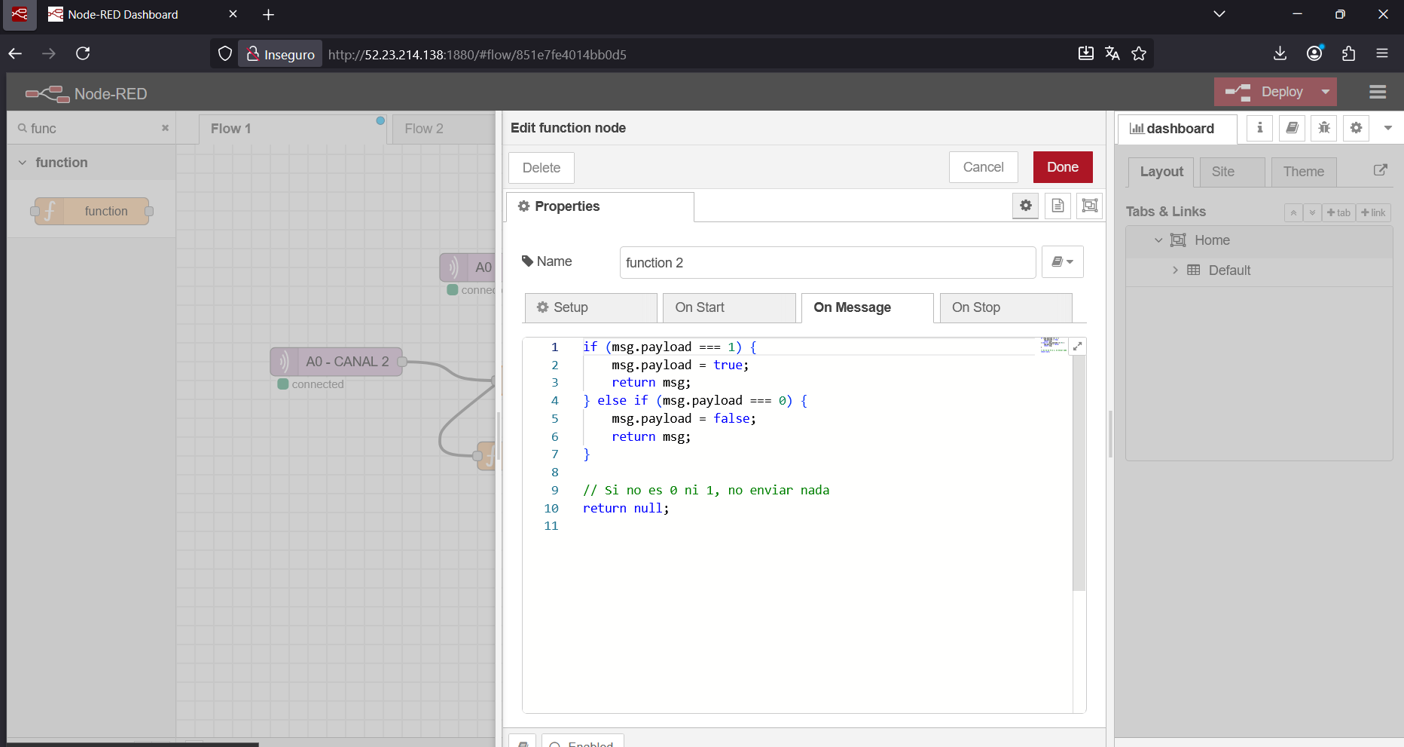 Node-RED Dashboard
Inseguro
http://52.23.214.138:1880/#flow/851e7fe4014bb0d5
Node-RED
Deploy
func
function
function
Flow 1
Flow 2
A0
connec
A0 - CANAL 2
connected
Edit function node
Delete
Cancel
Done
Properties
Name
function 2
Setup
On Start
On Message
On Stop
1 if (msg.payload === 1) {
2 msg.payload = true;
3 return msg;
4 } else if (msg.payload === 0) {
5 msg.payload = false;
6 return msg;
7 }
8
9 // Si no es 0 ni 1, no enviar nada
10 return null;
11
Enabled
dashboard
Layout
Site
Theme
Tabs & Links
+tab
+link
Home
Default